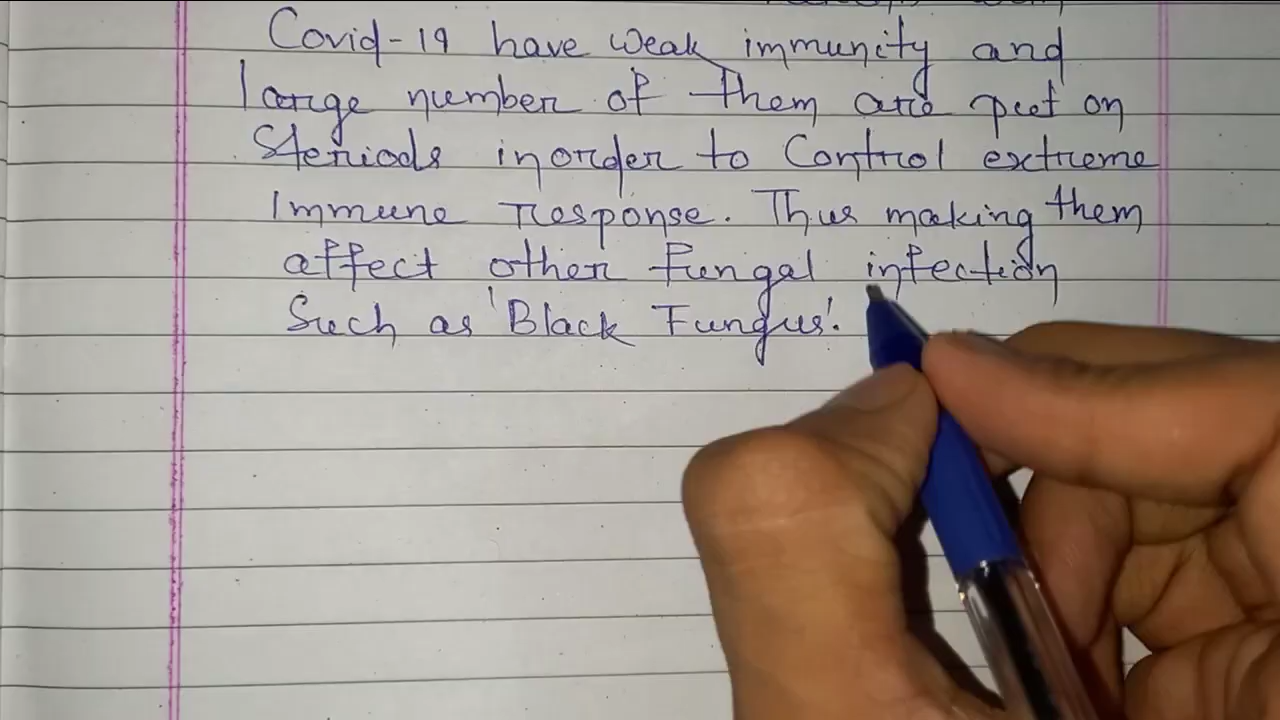 Covid-19 have weak immunity and
large number of them are put on
Steriods inorder to Control extreme
Immune Response. Thus making them
affect other fungal infection
Such as 'Black Fungus'.